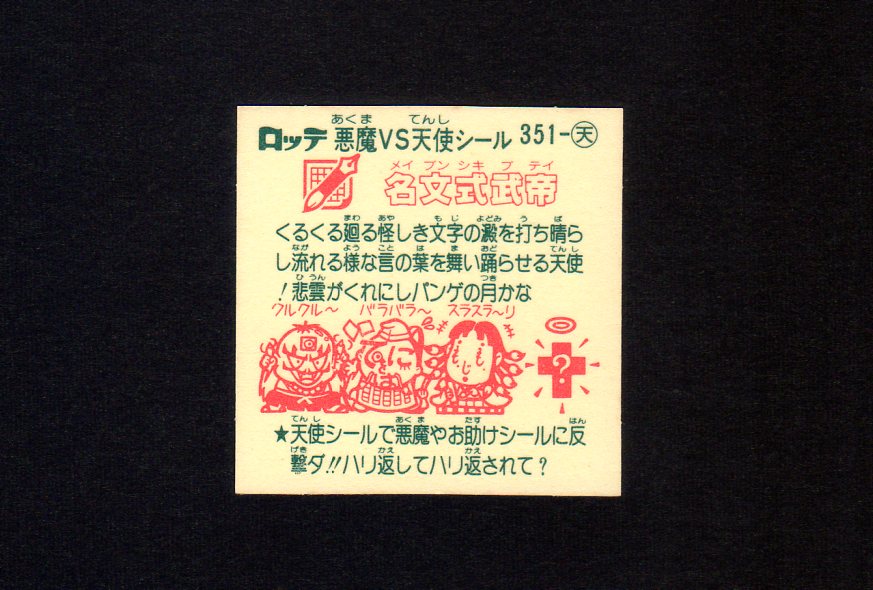 ロッテ 悪魔VS天使シール 351-天
名文式武帝
くるくる廻る怪しき文字の澱を打ち晴ら
し流れる様な言の葉を舞い踊らせる天使
!悲雲がくれにしパンゲの月かな
クルクル〜 バラバラ〜 スラスラ〜リ
?
★天使シールで悪魔やお助けシールに反
撃ダ!!ハリ返してハリ返されて?